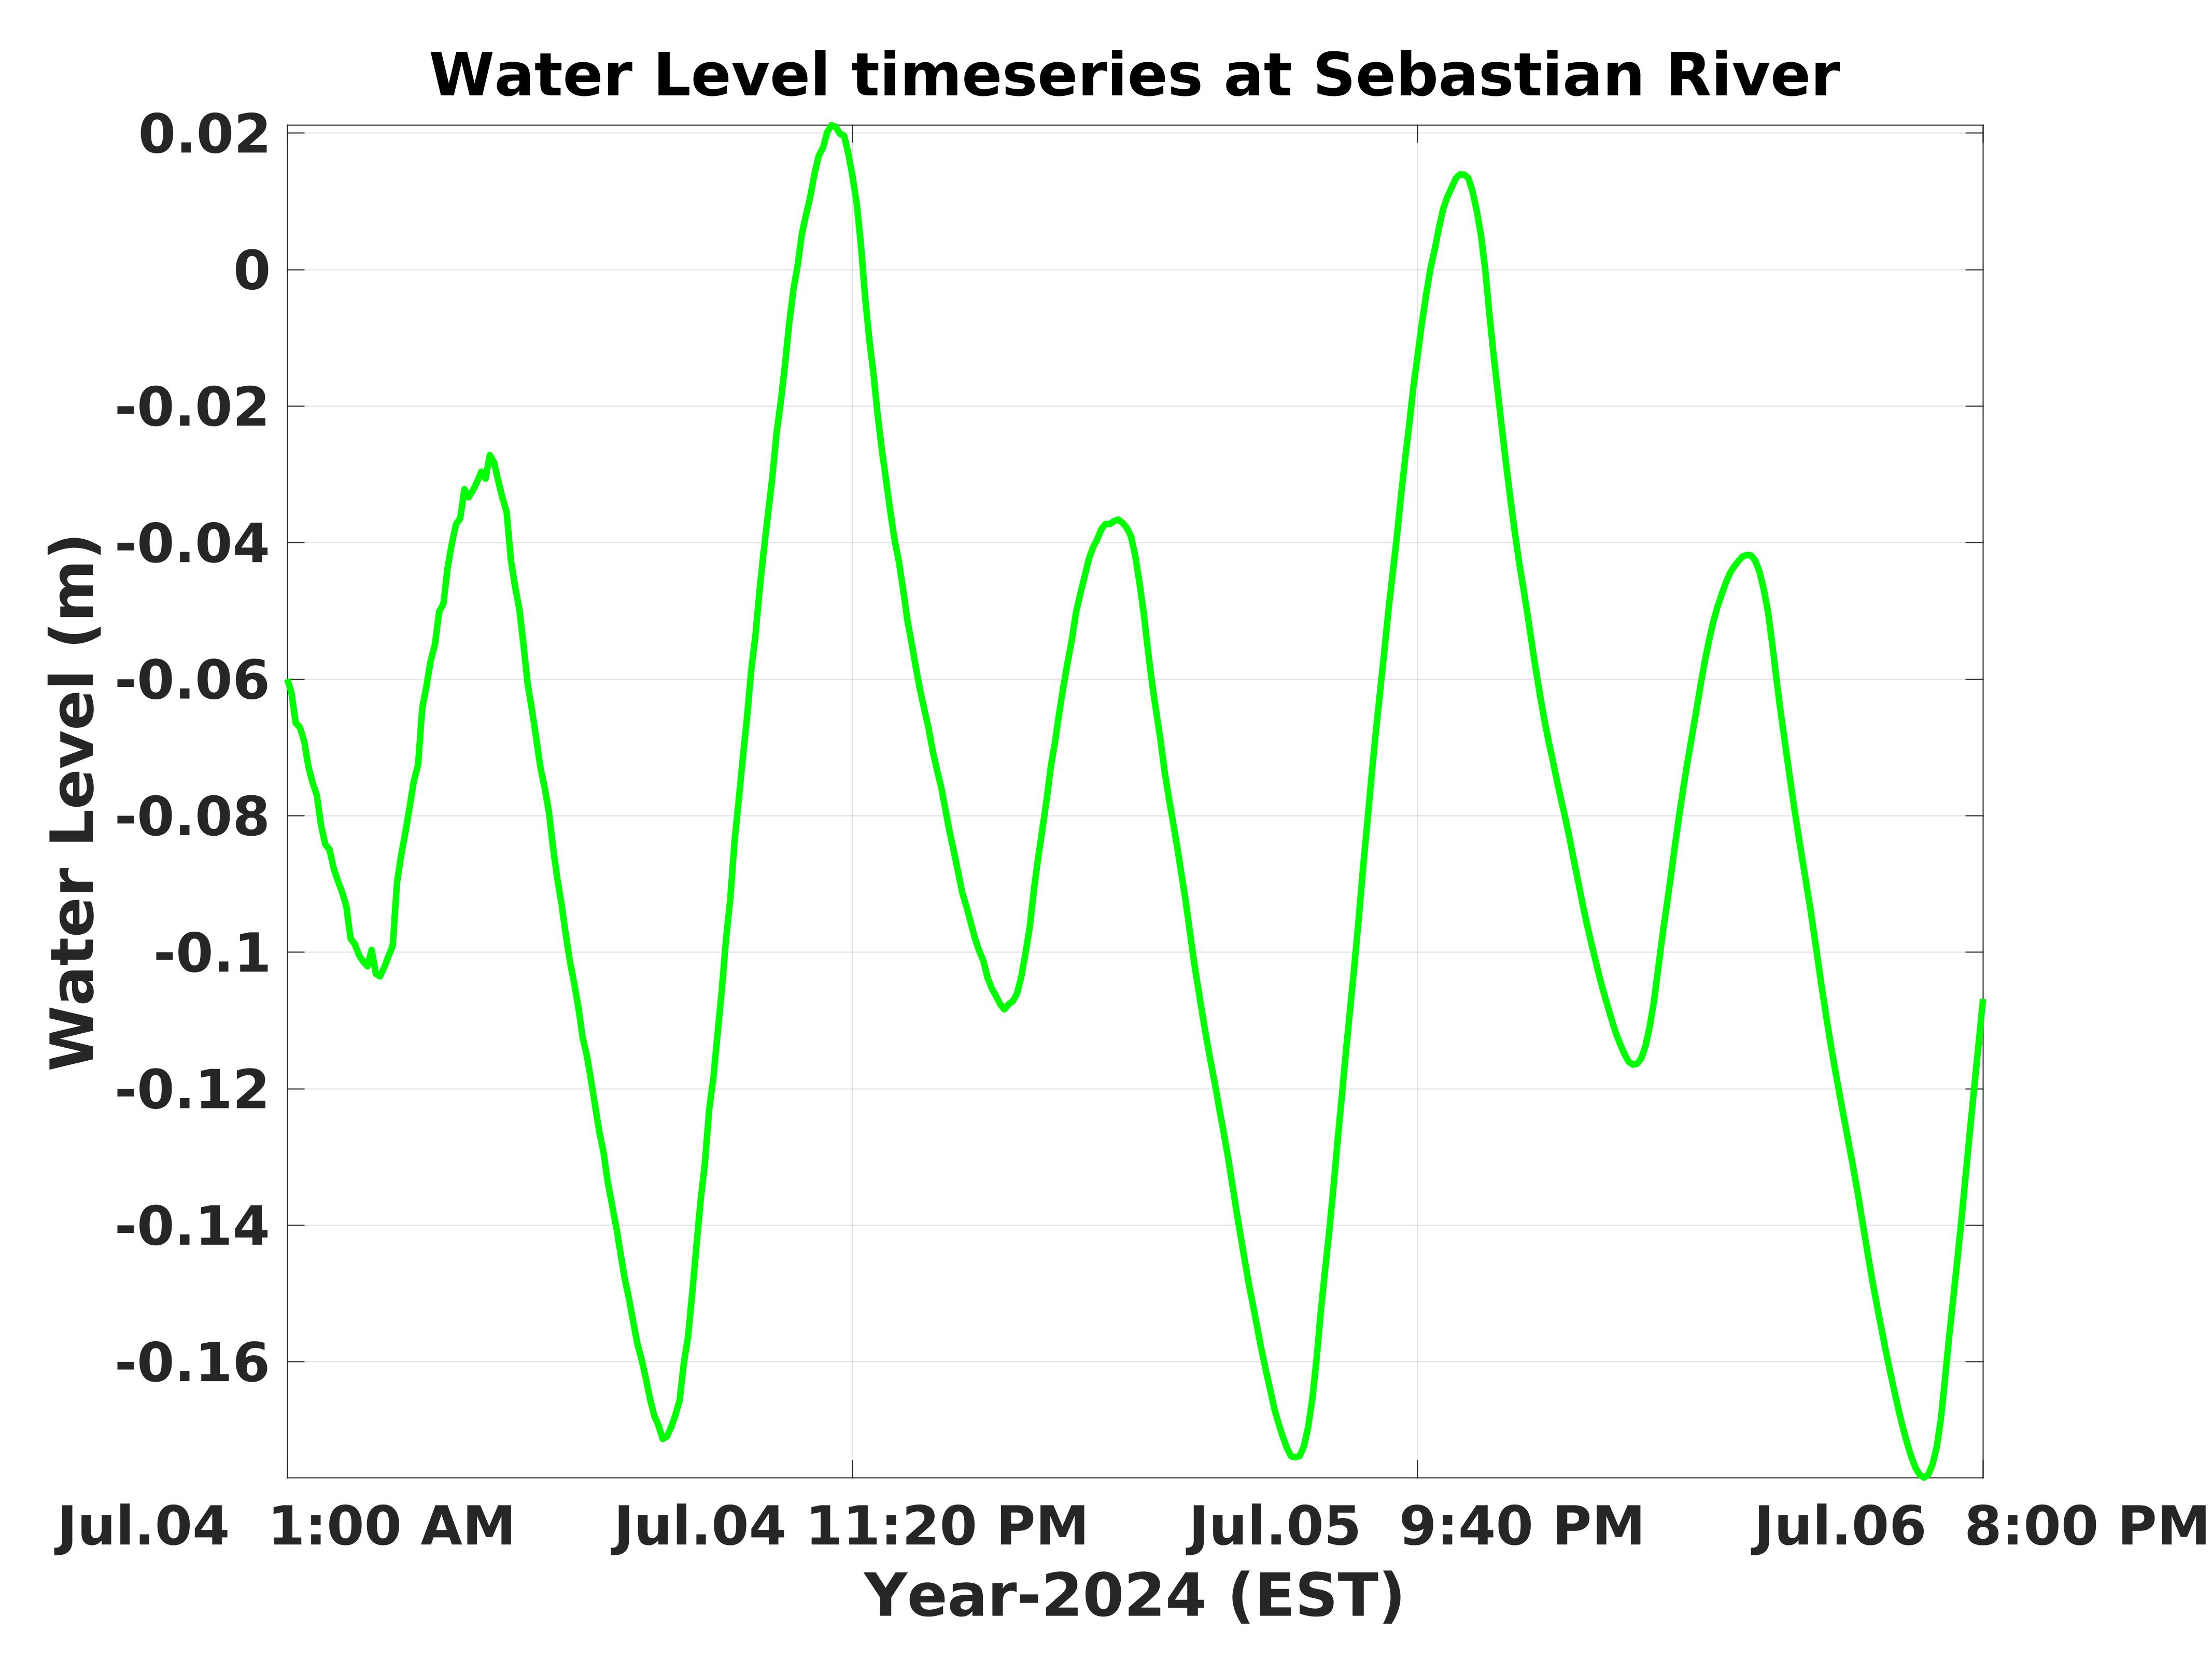 Water Level timeseries at Sebastian River
0.02
0
-0.02
-0.04
-0.06
-0.08
-0.1
-0.12
-0.14
-0.16
Water Level (m)
Jul.04 1:00 AM
Jul.04 11:20 PM
Jul.05 9:40 PM
Jul.06 8:00 PM
Year-2024 (EST)